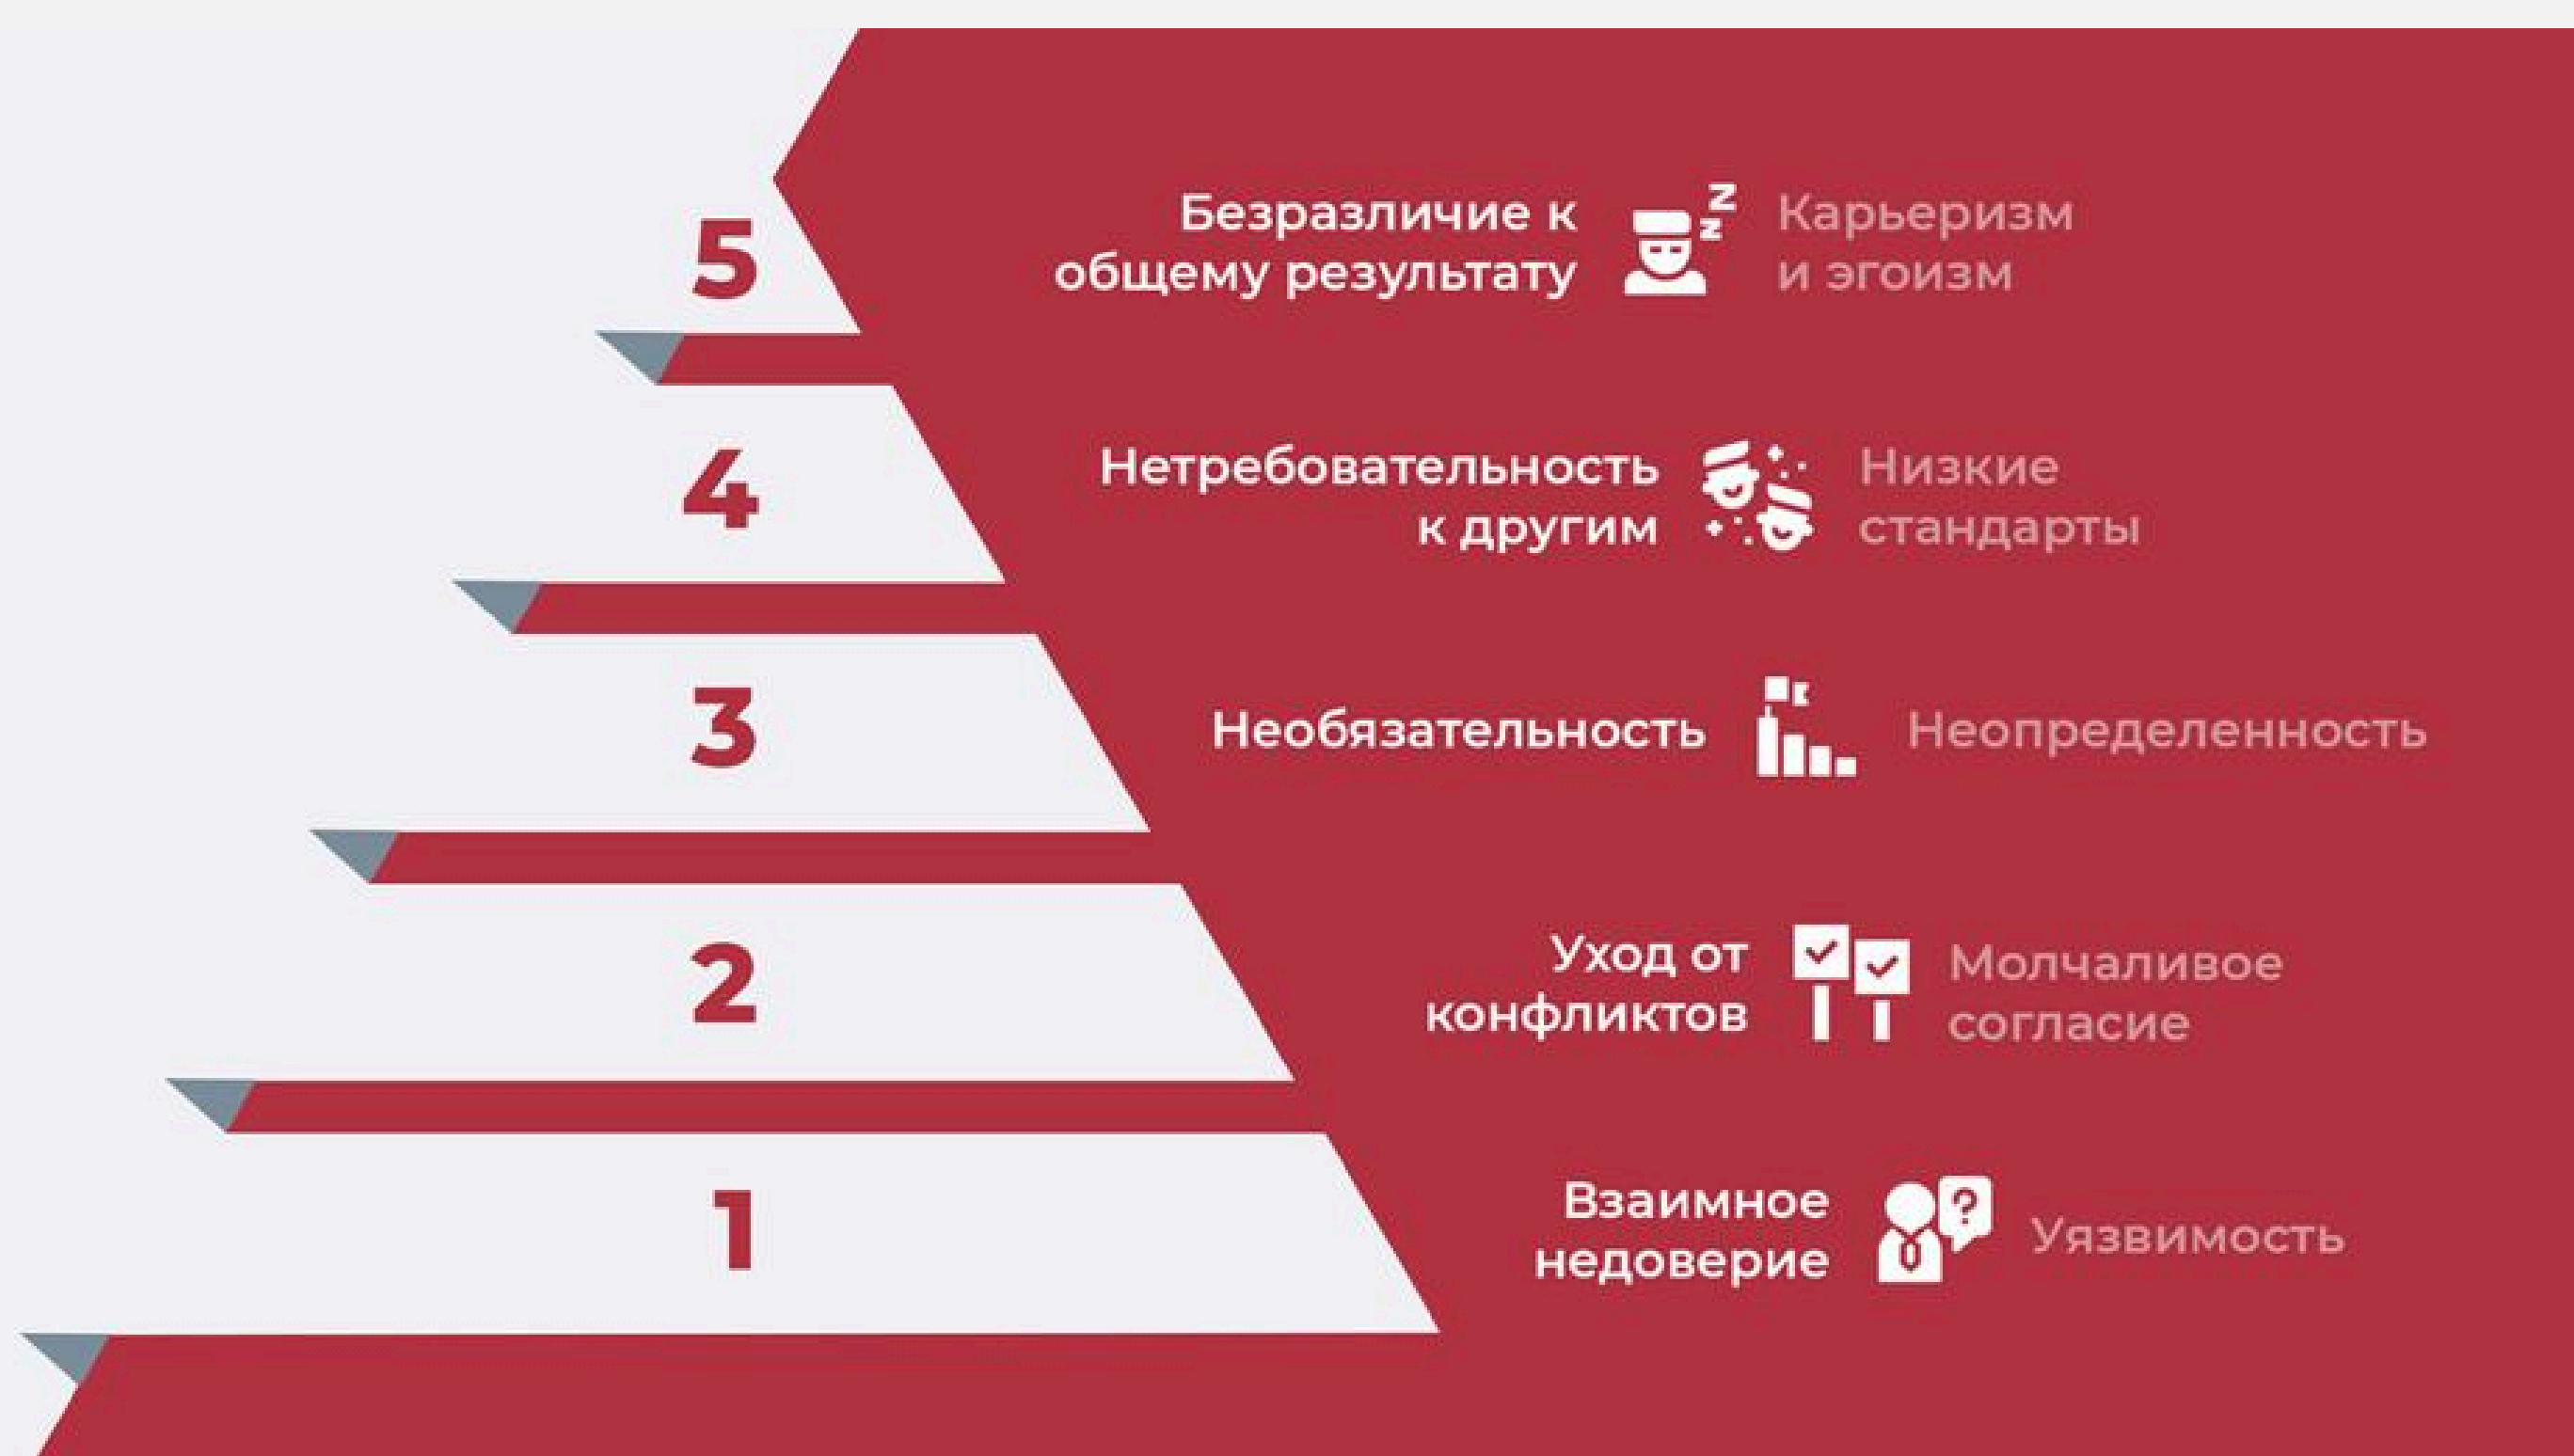 5
Безразличие к
общему результату
z
z
Карьеризм
и эгоизм
4
Нетребовательность
к другим
Низкие
стандарты
3
Необязательность
Неопределенность
2
Уход от
конфликтов
Молчаливое
согласие
1
Взаимное
недоверие
?
Уязвимость